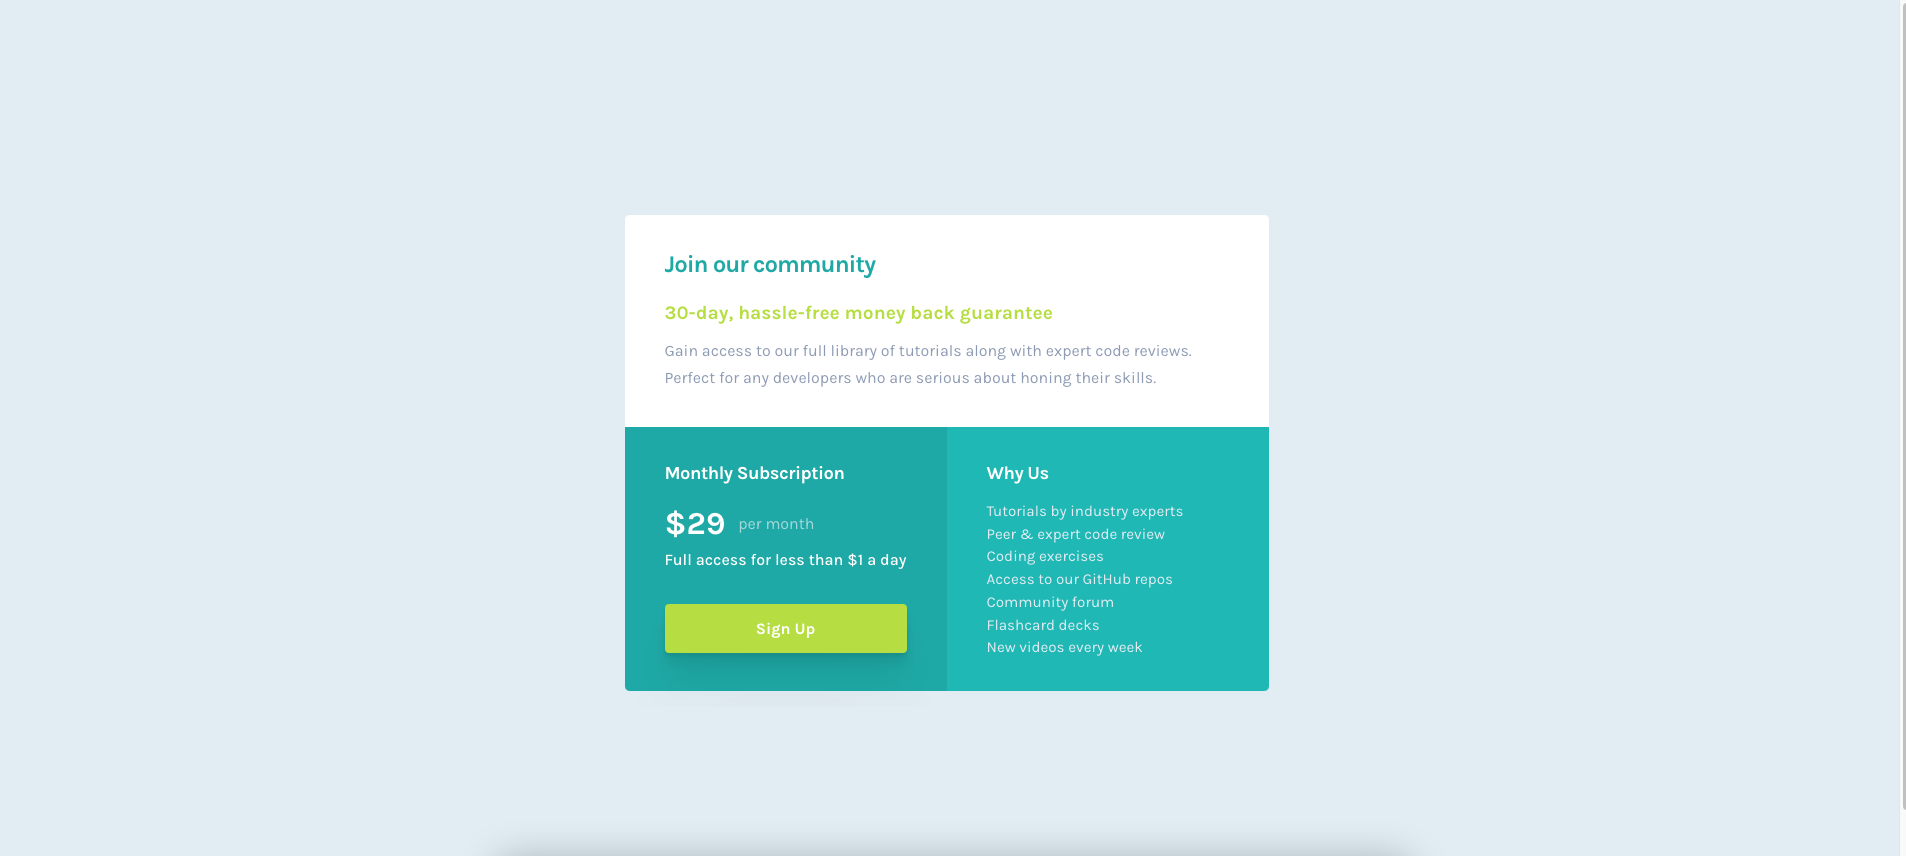 Join our community
30-day, hassle-free money back guarantee
Gain access to our full library of tutorials along with expert code reviews.
Perfect for any developers who are serious about honing their skills.
Monthly Subscription
$29 per month
Full access for less than $1 a day
Sign Up
Why Us
Tutorials by industry experts
Peer & expert code review
Coding exercises
Access to our GitHub repos
Community forum
Flashcard decks
New videos every week